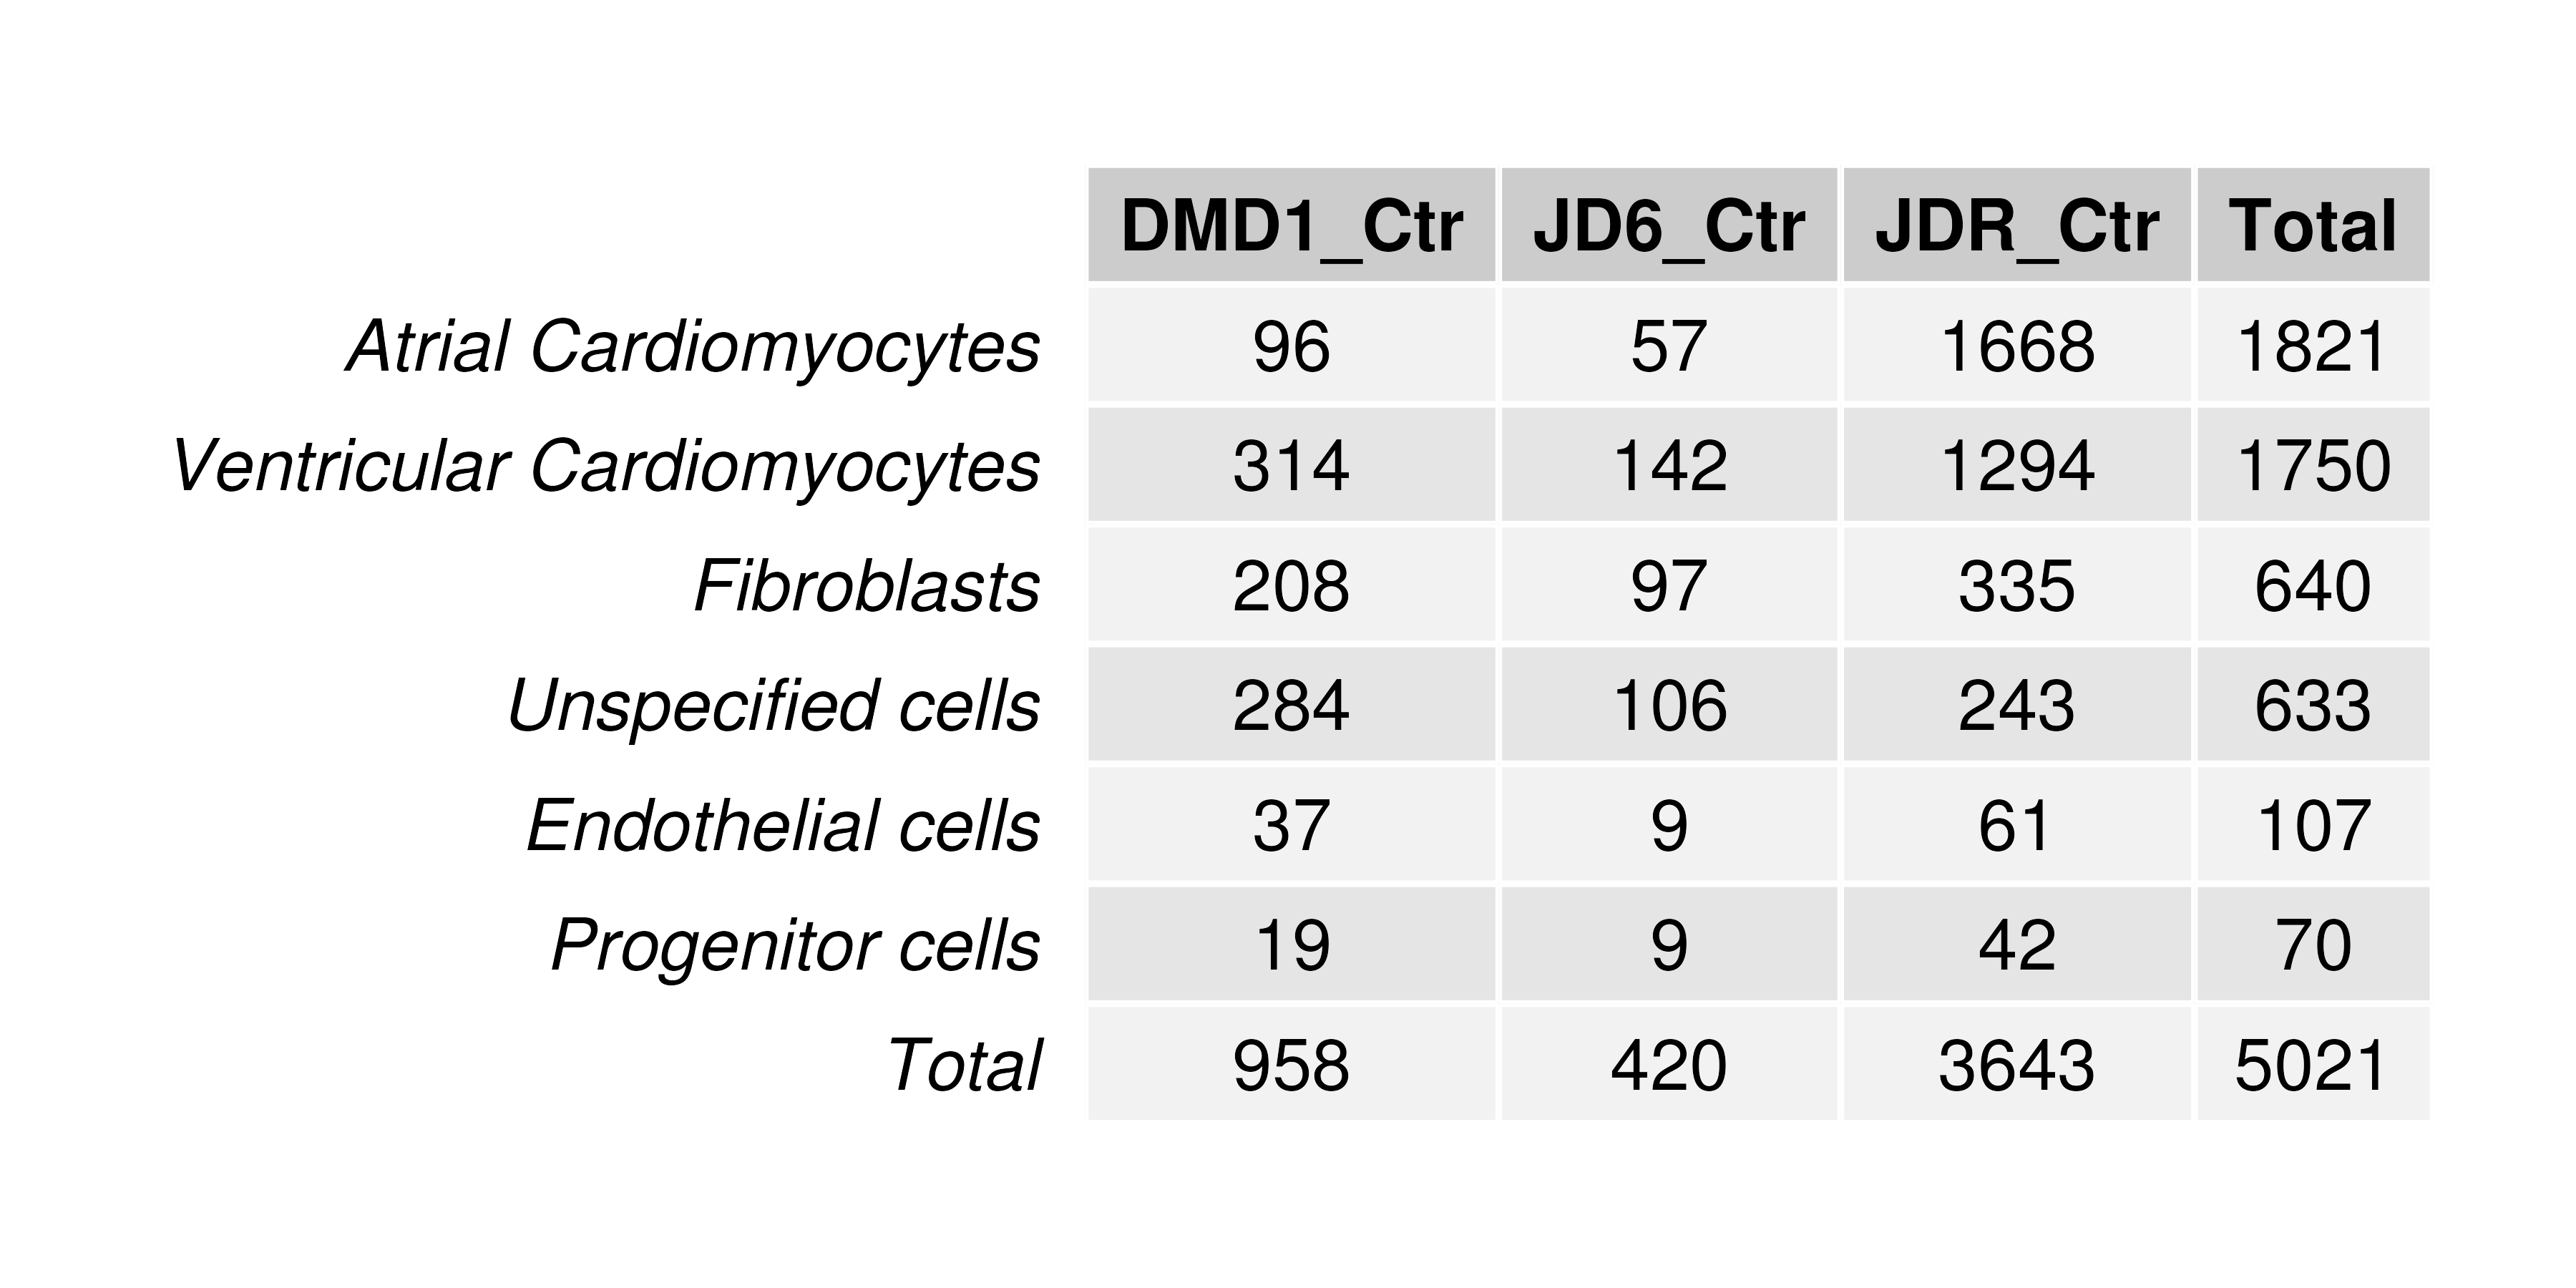 DMD1_Ctr JD6_Ctr JDR_Ctr Total
Atrial Cardiomyocytes 96 57 1668 1821
Ventricular Cardiomyocytes 314 142 1294 1750
Fibroblasts 208 97 335 640
Unspecified cells 284 106 243 633
Endothelial cells 37 9 61 107
Progenitor cells 19 9 42 70
Total 958 420 3643 5021